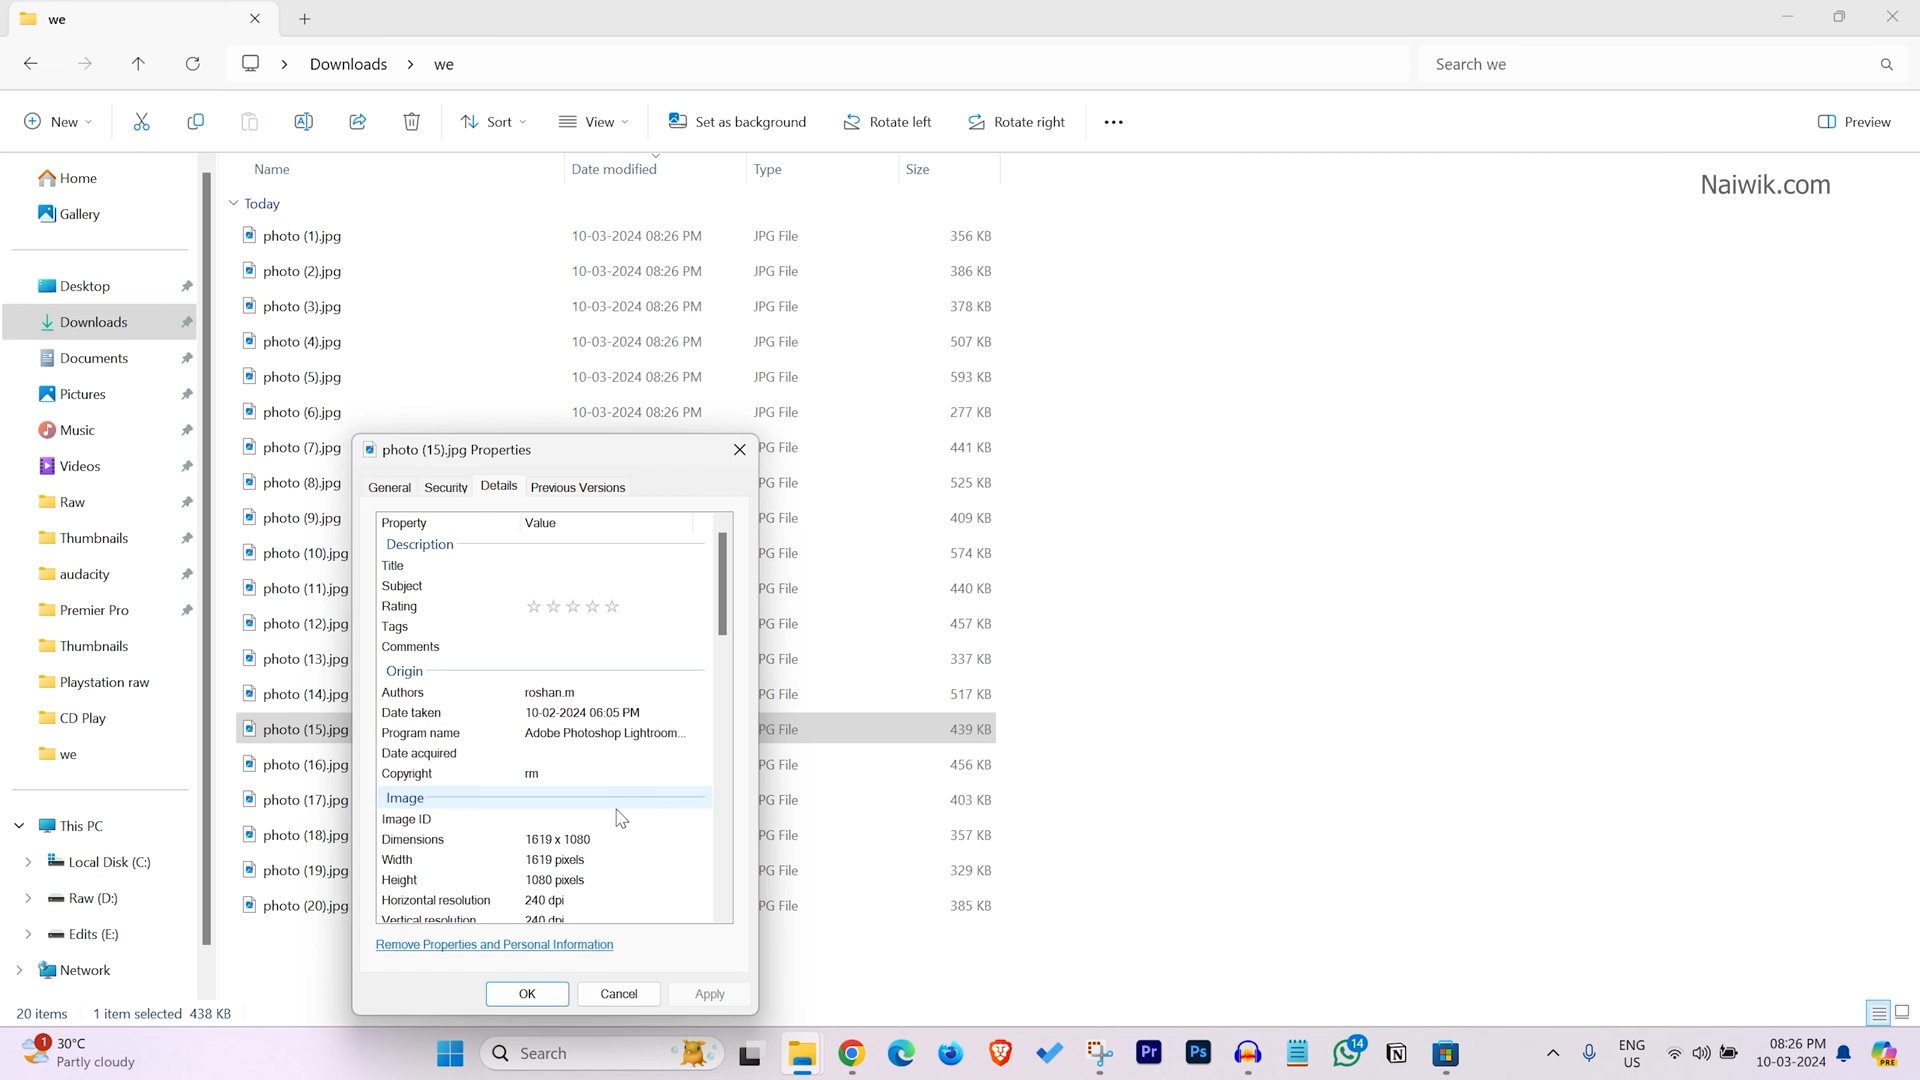 we
Downloads > we
Search we
New
Sort
View
Set as background
Rotate left
Rotate right
Preview
Name Date modified Type Size
Naiwik.com
Today
photo (1).jpg 10-03-2024 08:26 PM JPG File 356 KB
photo (2).jpg 10-03-2024 08:26 PM JPG File 386 KB
photo (3).jpg 10-03-2024 08:26 PM JPG File 378 KB
photo (4).jpg 10-03-2024 08:26 PM JPG File 507 KB
photo (5).jpg 10-03-2024 08:26 PM JPG File 593 KB
photo (6).jpg 10-03-2024 08:26 PM JPG File 277 KB
photo (7).jpg PG File 441 KB
photo (8).jpg PG File 525 KB
photo (9).jpg PG File 409 KB
photo (10).jpg PG File 574 KB
photo (11).jpg PG File 440 KB
photo (12).jpg PG File 457 KB
photo (13).jpg PG File 337 KB
photo (14).jpg PG File 517 KB
photo (15).jpg PG File 439 KB
photo (16).jpg PG File 456 KB
photo (17).jpg PG File 403 KB
photo (18).jpg PG File 357 KB
photo (19).jpg PG File 329 KB
photo (20).jpg PG File 385 KB
Home
Gallery
Desktop
Downloads
Documents
Pictures
Music
Videos
Raw
Thumbnails
audacity
Premier Pro
Thumbnails
Playstation raw
CD Play
we
This PC
Local Disk (C:)
Raw (D:)
Edits (E:)
Network
photo (15).jpg Properties
General Security Details Previous Versions
Property Value
Description
Title
Subject
Rating
Tags
Comments
Origin
Authors roshan.m
Date taken 10-02-2024 06:05 PM
Program name Adobe Photoshop Lightroom...
Date acquired
Copyright rm
Image
Image ID
Dimensions 1619 x 1080
Width 1619 pixels
Height 1080 pixels
Horizontal resolution 240 dpi
Vertical resolution 240 dpi
Remove Properties and Personal Information
OK Cancel Apply
20 items 1 item selected 438 KB
1
30°C
Partly cloudy
Search
Pr
Ps
14
ENG
US
08:26 PM
10-03-2024
PRE